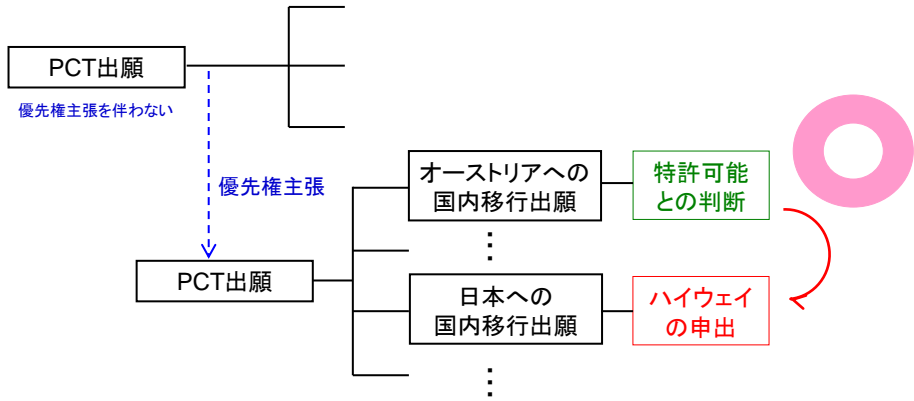 PCT出願
優先権主張を伴わない
優先権主張
PCT出願
オーストリアへの
国内移行出願
特許可能
との判断
⋮
日本への
国内移行出願
ハイウェイ
の申出
⋮